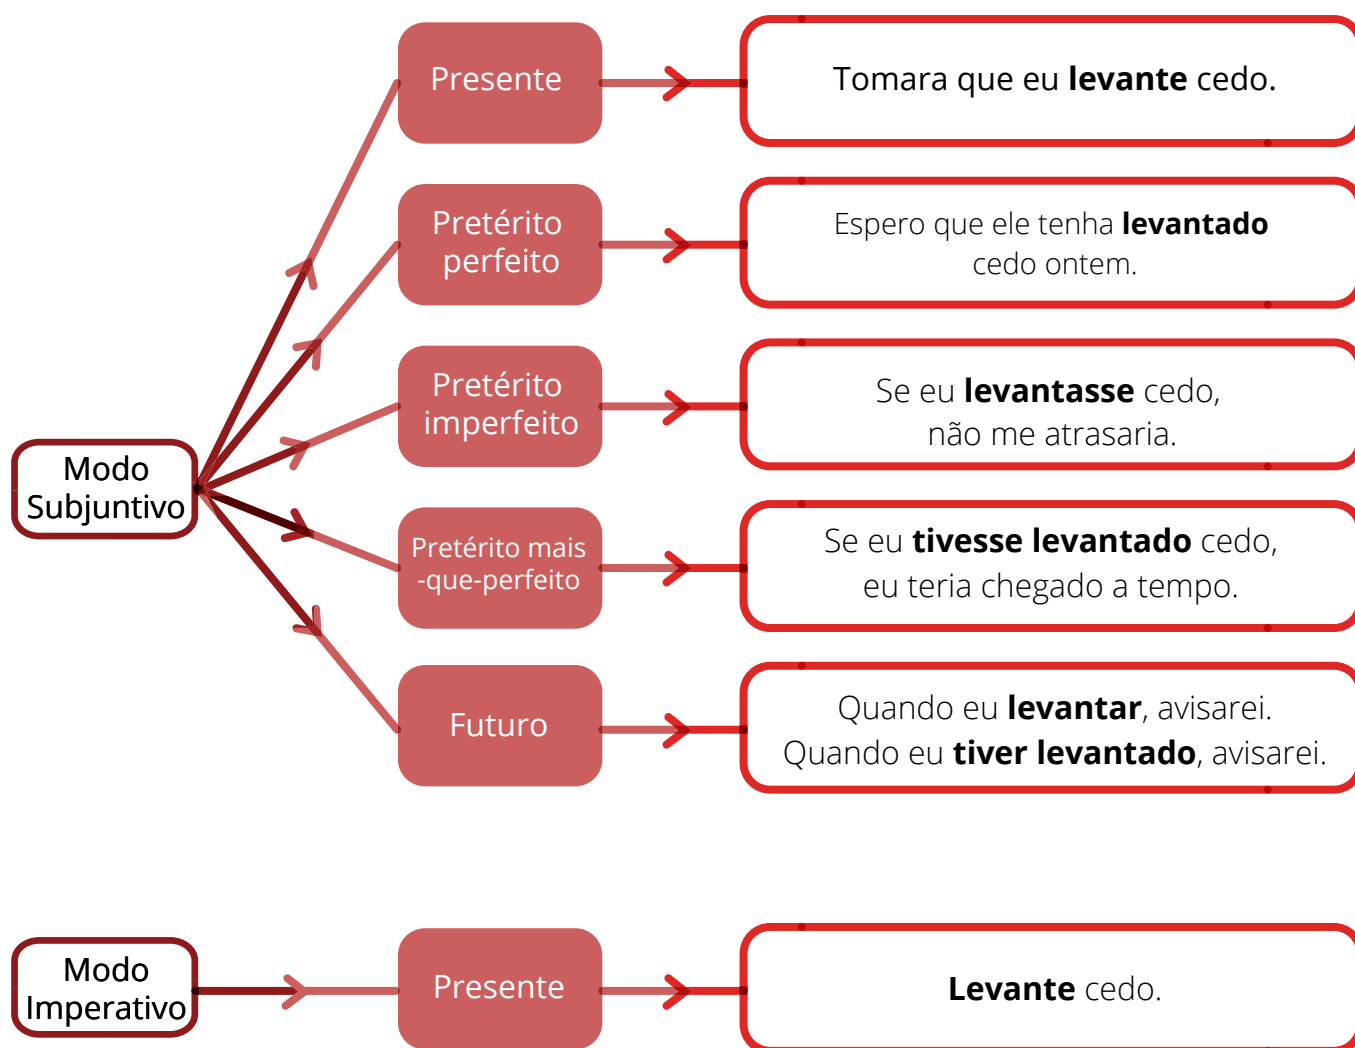 Presente
Tomara que eu levante cedo.
Pretérito
perfeito
Espero que ele tenha levantado
cedo ontem.
Pretérito
imperfeito
Se eu levantasse cedo,
não me atrasaria.
Modo
Subjuntivo
Pretérito mais
-que-perfeito
Se eu tivesse levantado cedo,
eu teria chegado a tempo.
Futuro
Quando eu levantar, avisarei.
Quando eu tiver levantado, avisarei.
Modo
Imperativo
Presente
Levante cedo.